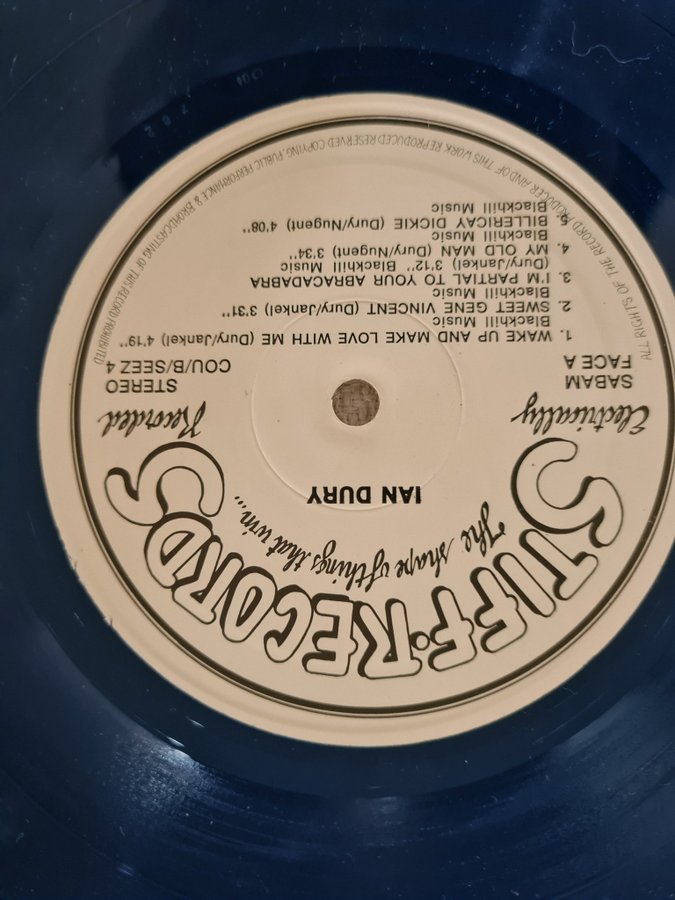 STIFF·RECORDS
The shape of things that win...
IAN DURY
Electrically Recorded
SABAM
FACE A
STEREO
COU/B/SEEZ 4
1. WAKE UP AND MAKE LOVE WITH ME (Dury/Jankel) 4'19''
Blackhill Music
2. SWEET GENE VINCENT (Dury/Jankel) 3'31''
Blackhill Music
3. I'M PARTIAL TO YOUR ABRACADABRA
(Dury/Jankel) 3'12'' Blackhill Music
4. MY OLD MAN (Dury/Nugent) 3'34''
Blackhill Music
5. BILLERICAY DICKIE (Dury/Nugent) 4'08''
Blackhill Music
ALL RIGHTS OF THE RECORD PRODUCER AND OF THIS WORK REPRODUCED RESERVED COPYING, PUBLIC PERFORMANCE & BROADCASTING OF THIS RECORD PROHIBITED